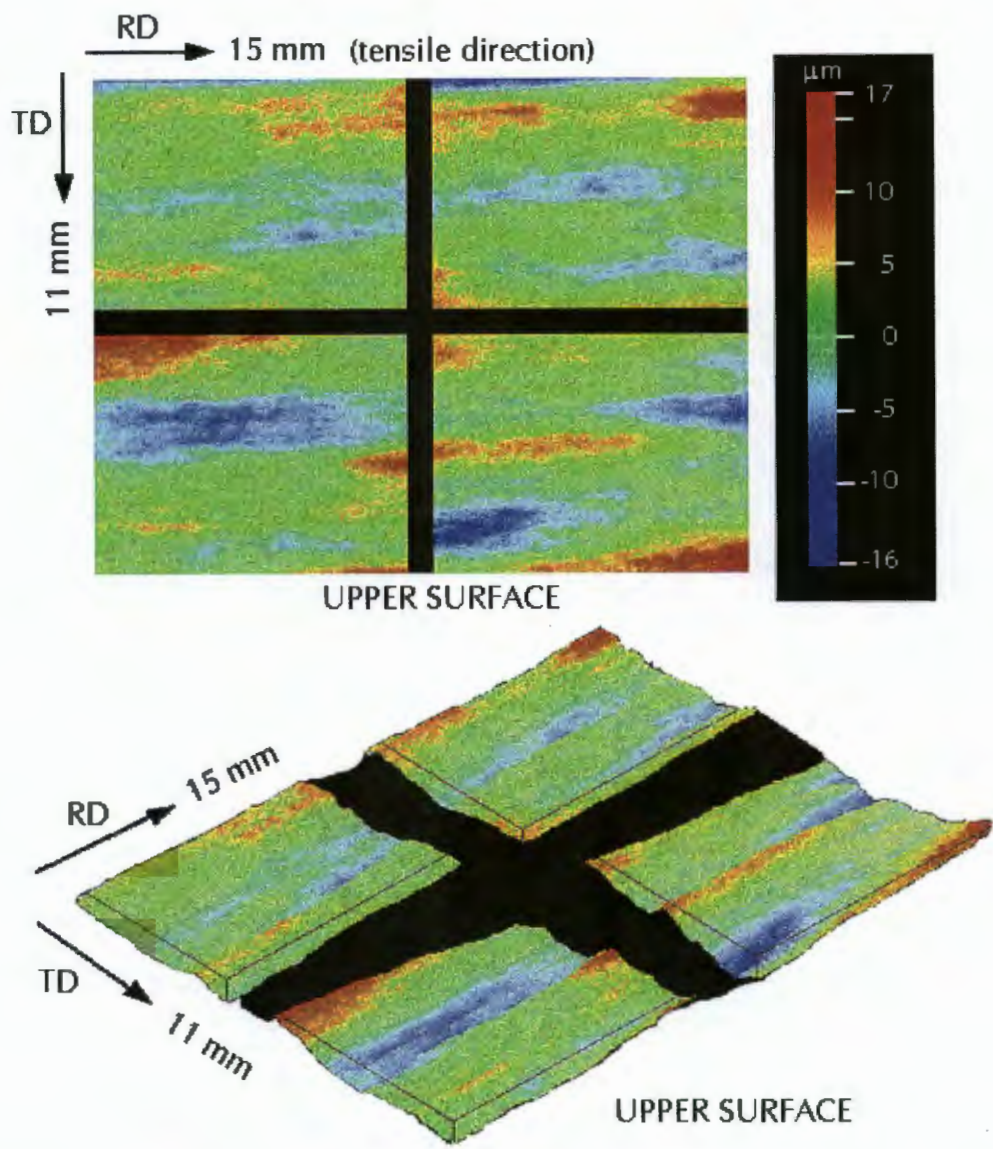 RD
15 mm (tensile direction)
TD
11 mm
μm
17
10
5
0
-5
-10
-16
UPPER SURFACE
RD
15 mm
TD
11 mm
UPPER SURFACE